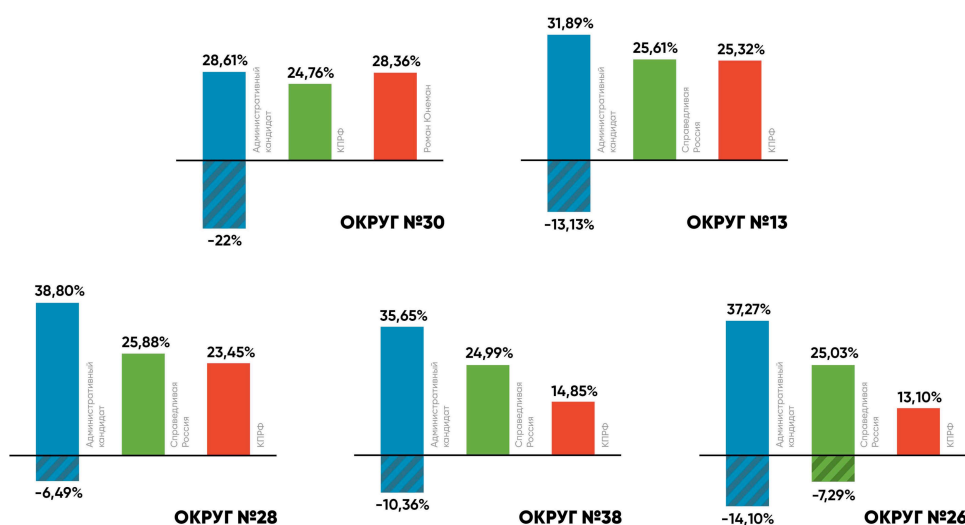 28,61%
Административный
кандидат
-22%
24,76%
КПРФ
28,36%
Роман Юнеман
ОКРУГ №30
31,89%
Административный
кандидат
-13,13%
25,61%
Справедливая
Россия
25,32%
КПРФ
ОКРУГ №13
38,80%
Административный
кандидат
-6,49%
25,88%
Справедливая
Россия
23,45%
КПРФ
ОКРУГ №28
35,65%
Административный
кандидат
-10,36%
24,99%
Справедливая
Россия
14,85%
КПРФ
ОКРУГ №38
37,27%
Административный
кандидат
-14,10%
25,03%
Справедливая
Россия
-7,29%
13,10%
КПРФ
ОКРУГ №26